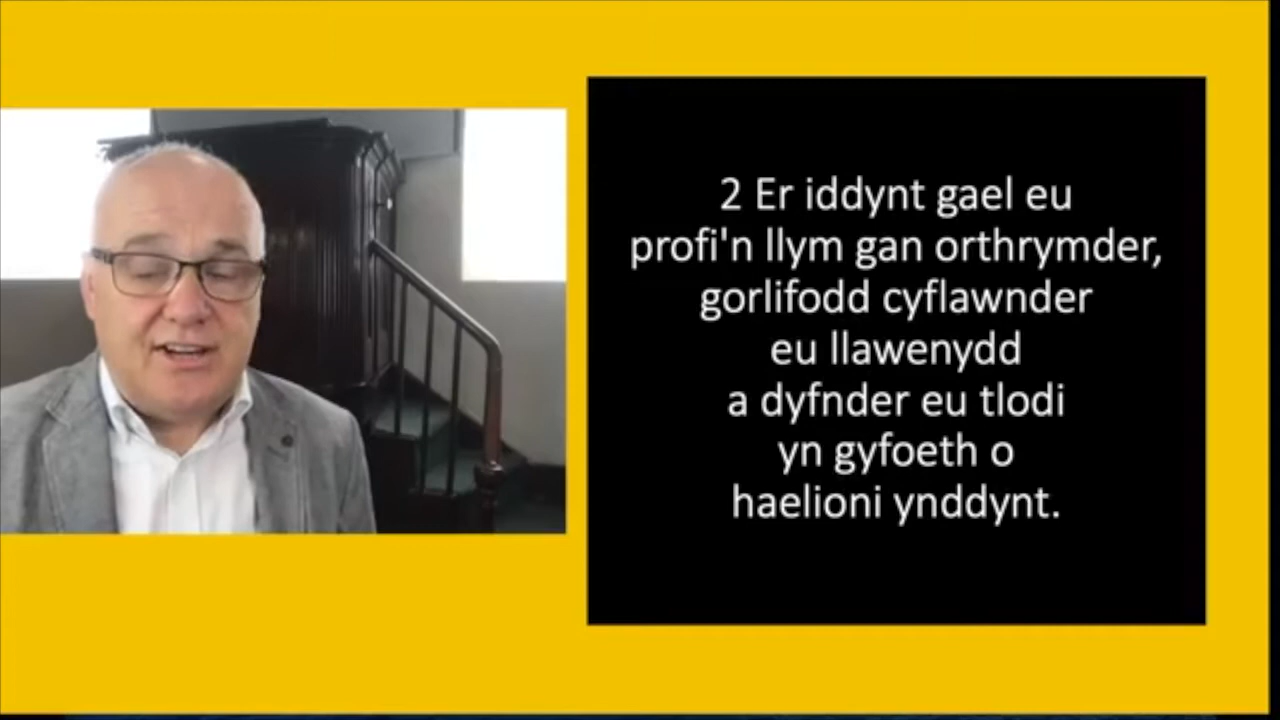 2 Er iddynt gael eu
profi'n llym gan orthrymder,
gorlifodd cyflawnder
eu llawenydd
a dyfnder eu tlodi
yn gyfoeth o
haelioni ynddynt.